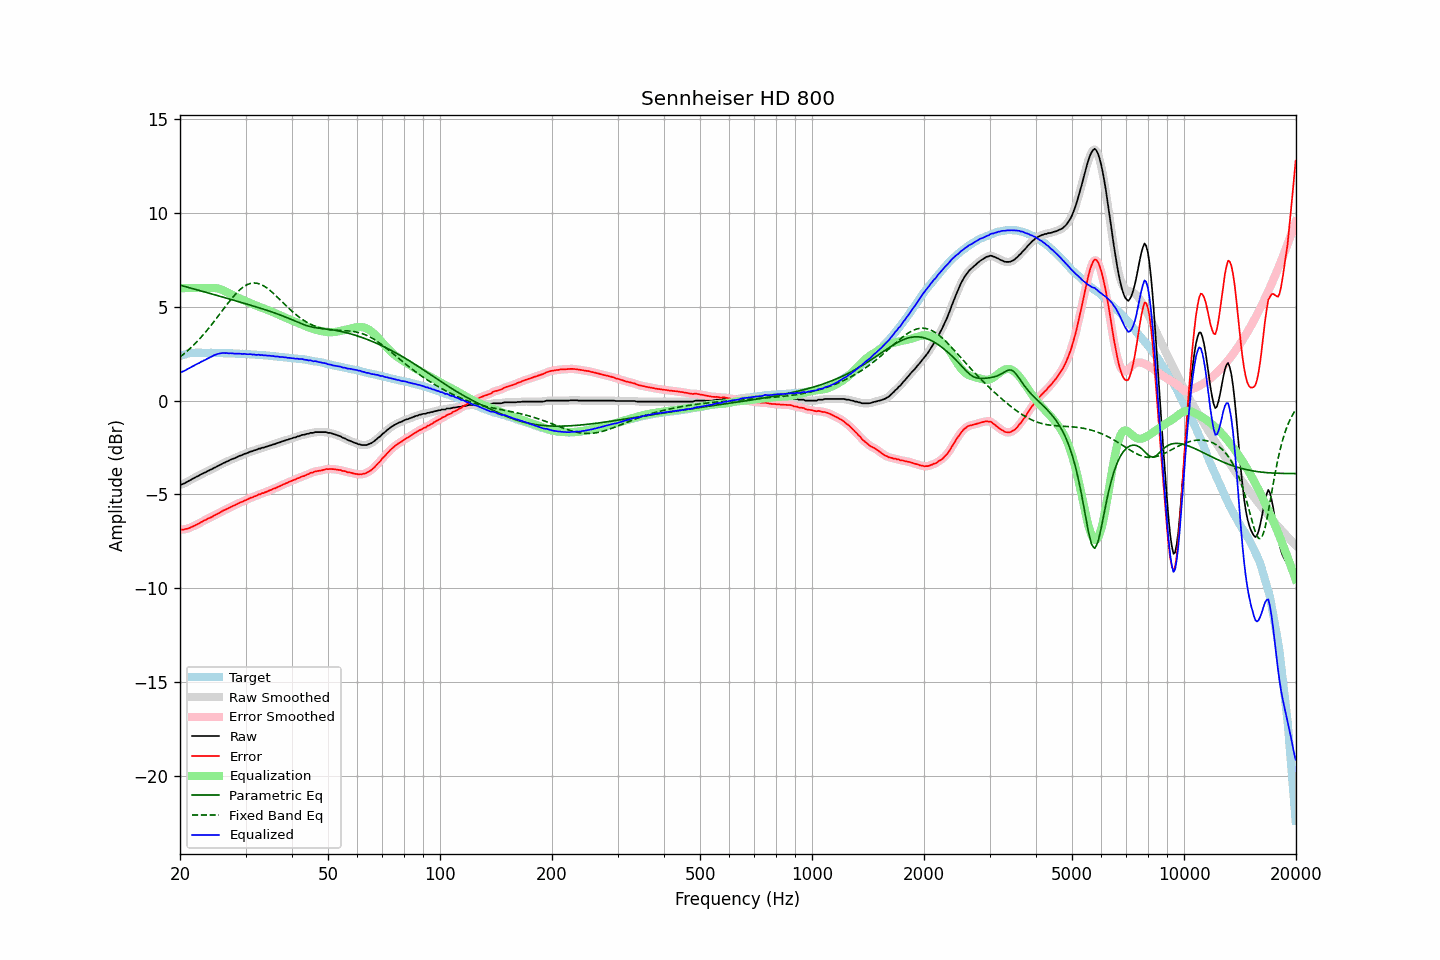 Sennheiser HD 800
15
10
5
0
−5
−10
−15
−20
Amplitude (dBr)
Target
Raw Smoothed
Error Smoothed
Raw
Error
Equalization
Parametric Eq
Fixed Band Eq
Equalized
20 50 100 200 500 1000 2000 5000 10000 20000
Frequency (Hz)